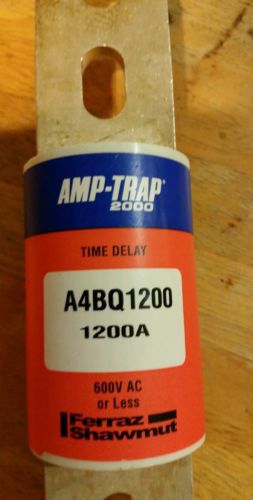 AMP-TRAP®
2000
TIME DELAY
A4BQ1200
1200A
600V AC
or Less
Ferraz
Shawmut